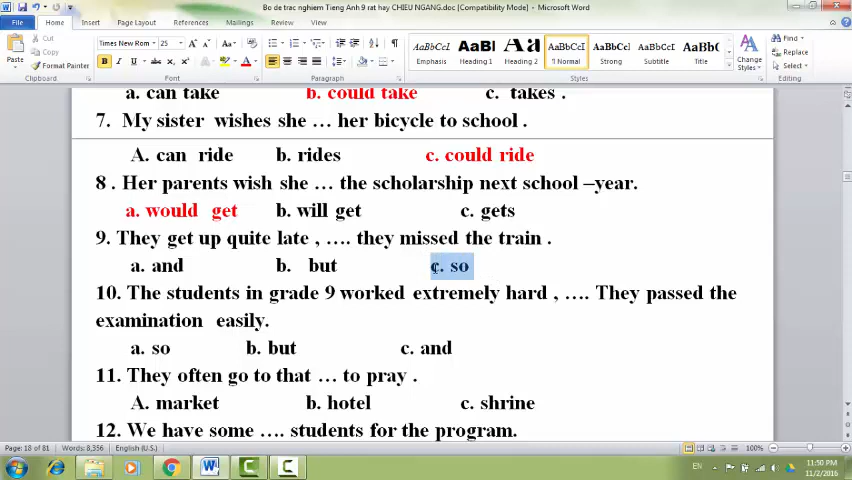 Bo de trac nghiem Tieng Anh 9 rat hay CHIEU NGANG.doc [Compatibility Mode] - Microsoft Word
File Home Insert Page Layout References Mailings Review View
Cut
Copy
Paste Format Painter
Clipboard
Times New Rom 25
B I U
Font
Paragraph
AaBbCcI AaBl AaB AaBbCcI AaBbCc AaBbCcI AaBb(
Emphasis Heading 1 Heading 2 ¶ Normal Strong Subtitle Title
Change Styles
Styles
Find
Replace
Select
Editing
a. can take b. could take c. takes .
7. My sister wishes she … her bicycle to school .
A. can ride b. rides c. could ride
8 . Her parents wish she … the scholarship next school –year.
a. would get b. will get c. gets
9. They get up quite late , …. they missed the train .
a. and b. but c. so
10. The students in grade 9 worked extremely hard , …. They passed the
examination easily.
a. so b. but c. and
11. They often go to that … to pray .
A. market b. hotel c. shrine
12. We have some …. students for the program.
Page: 18 of 81 Words: 8,356 English (U.S.) 100%
EN 11:50 PM
11/2/2016